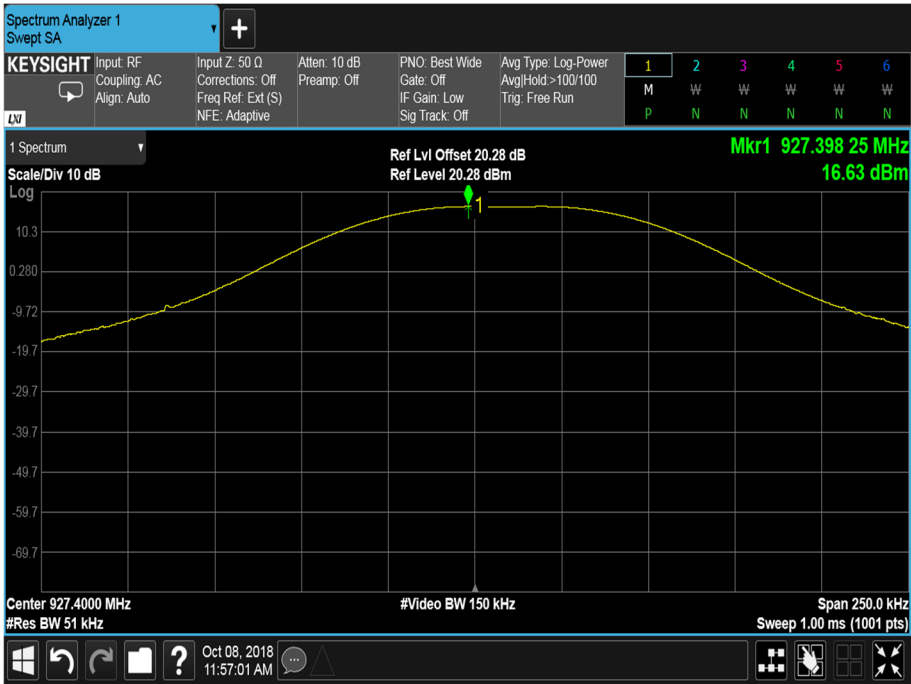 Spectrum Analyzer 1
Swept SA
+
KEYSIGHT
LXI
Input: RF
Coupling: AC
Align: Auto
Input Z: 50 Ω
Corrections: Off
Freq Ref: Ext (S)
NFE: Adaptive
Atten: 10 dB
Preamp: Off
PNO: Best Wide
Gate: Off
IF Gain: Low
Sig Track: Off
Avg Type: Log-Power
Avg|Hold:>100/100
Trig: Free Run
1 2 3 4 5 6
M W W W W W
P N N N N N
1 Spectrum
Scale/Div 10 dB
Ref Lvl Offset 20.28 dB
Ref Level 20.28 dBm
Mkr1 927.398 25 MHz
16.63 dBm
Log
1
10.3
0.280
-9.72
-19.7
-29.7
-39.7
-49.7
-59.7
-69.7
Center 927.4000 MHz
#Video BW 150 kHz
Span 250.0 kHz
#Res BW 51 kHz
Sweep 1.00 ms (1001 pts)
?
Oct 08, 2018
11:57:01 AM